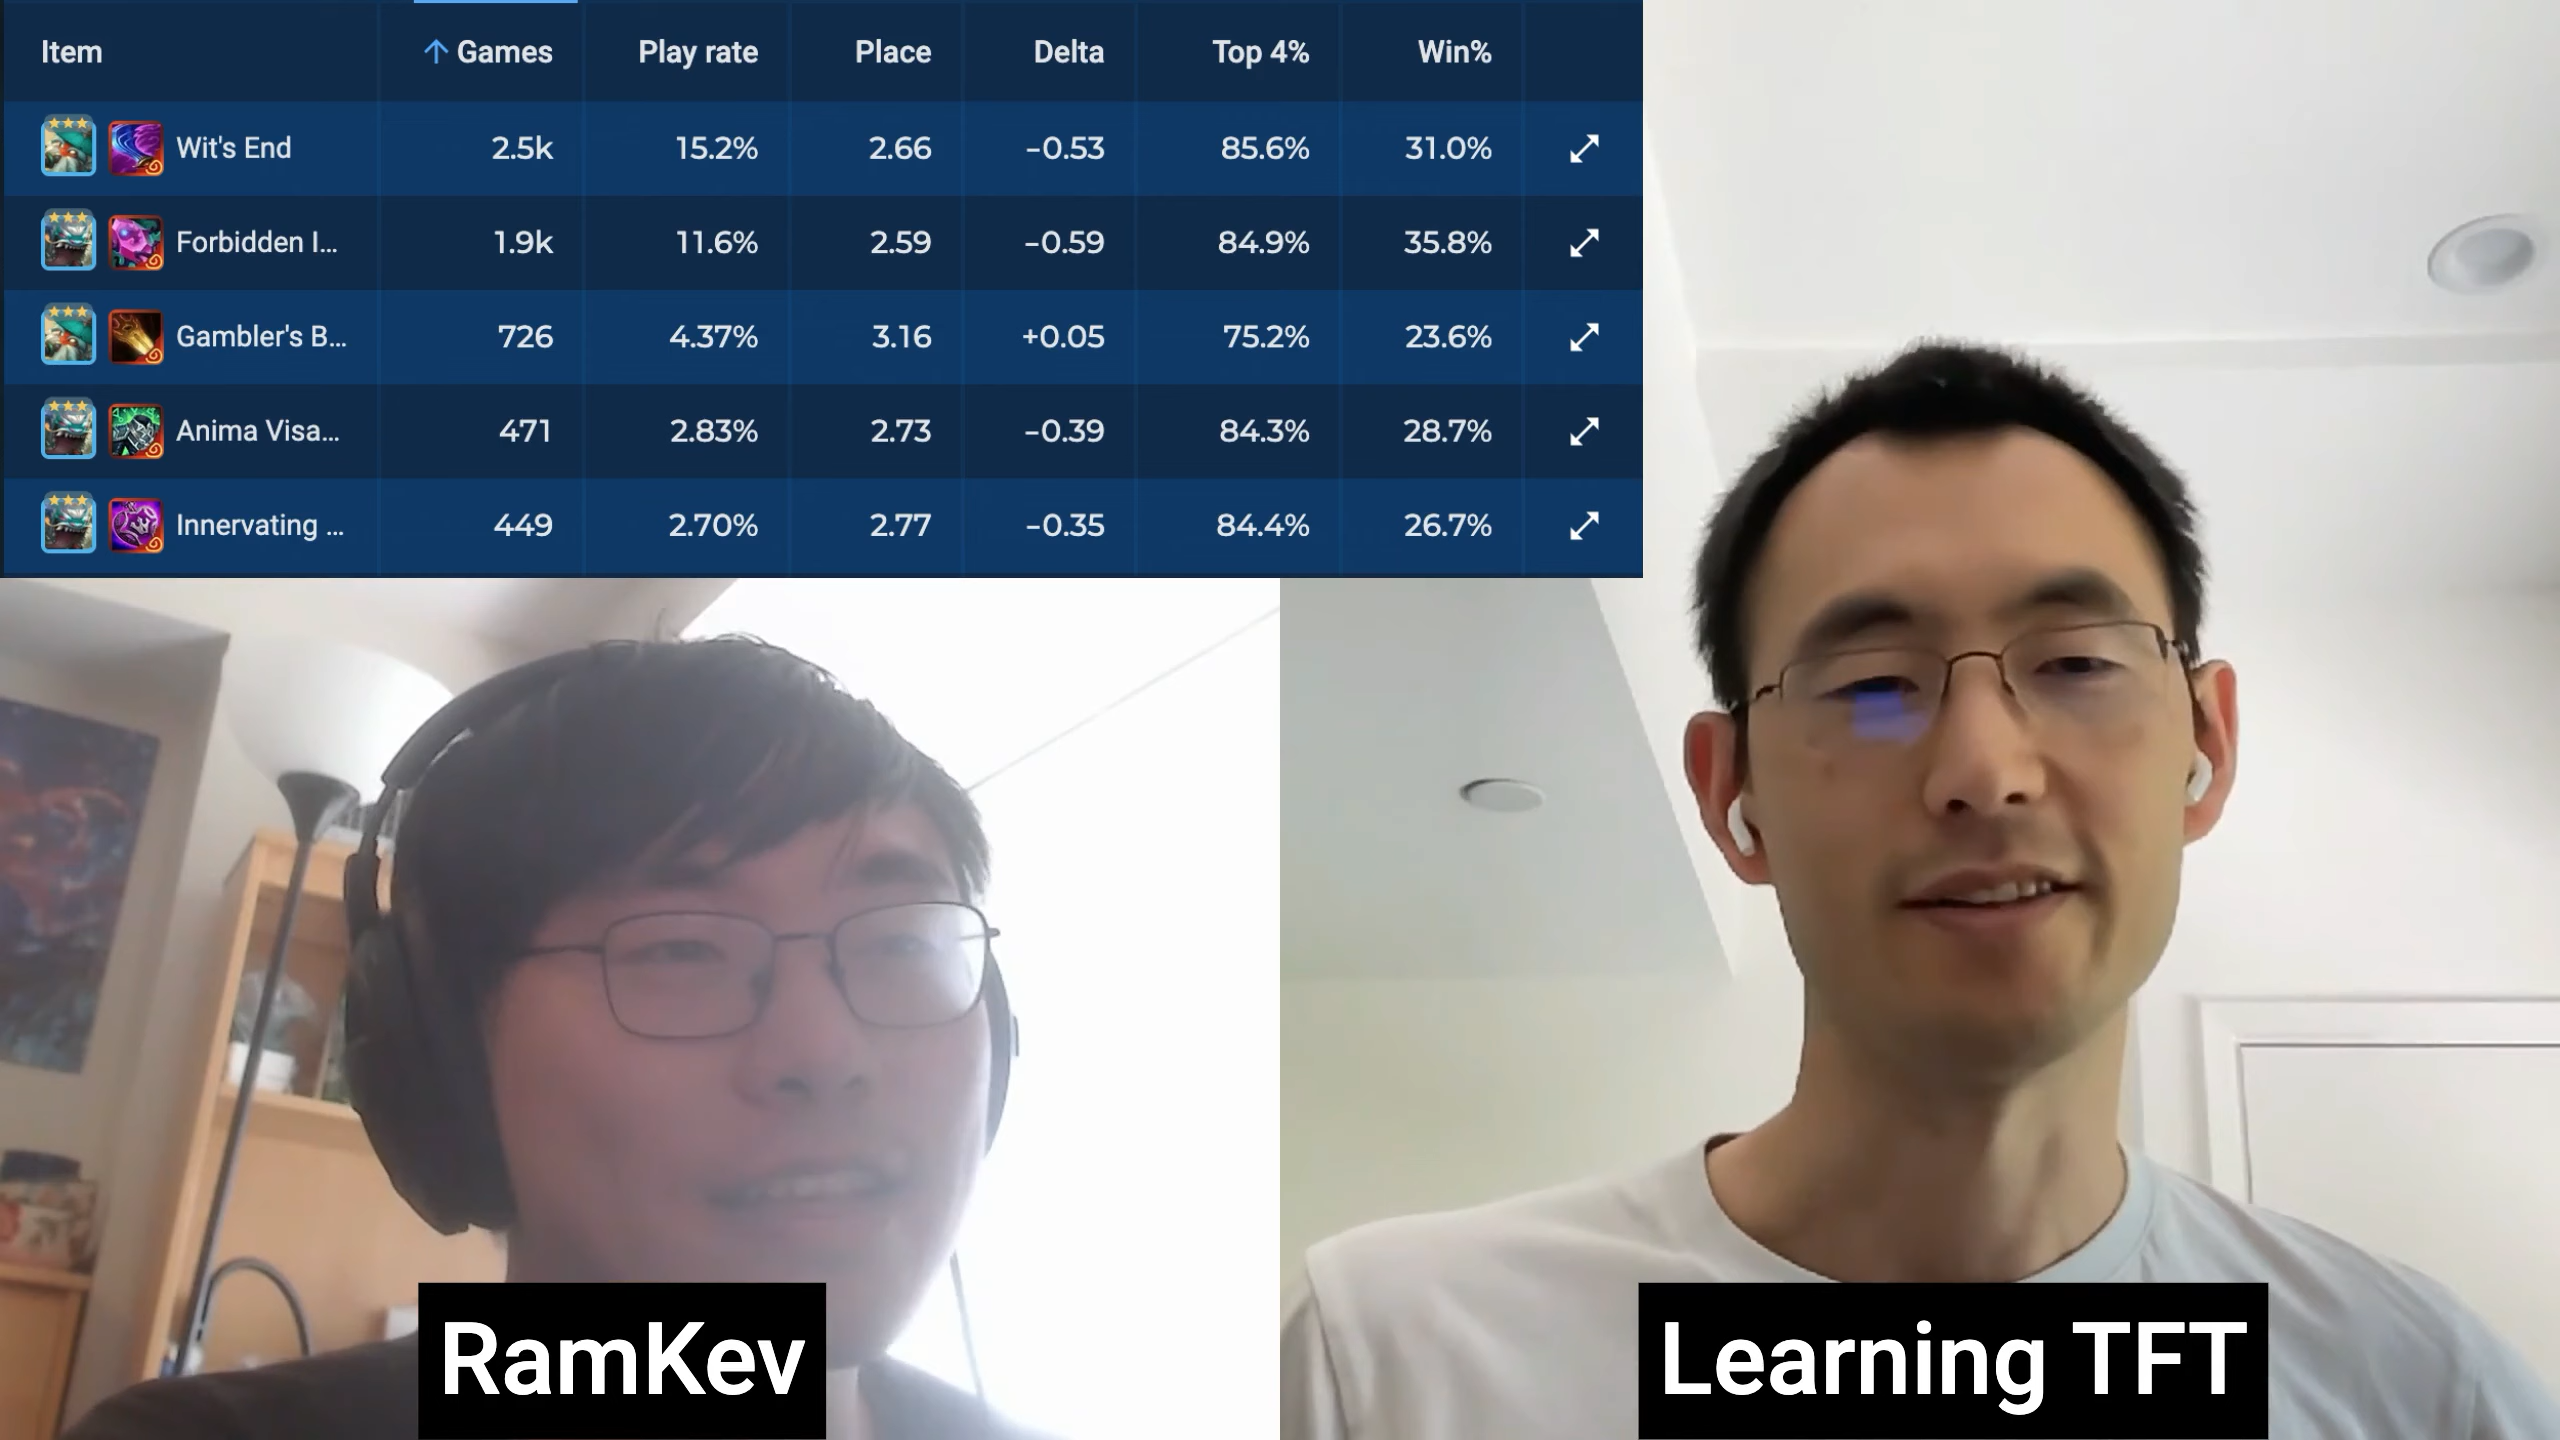 Item Games Play rate Place Delta Top 4% Win%
Wit's End 2.5k 15.2% 2.66 −0.53 85.6% 31.0%
Forbidden I... 1.9k 11.6% 2.59 −0.59 84.9% 35.8%
Gambler's B... 726 4.37% 3.16 +0.05 75.2% 23.6%
Anima Visa... 471 2.83% 2.73 −0.39 84.3% 28.7%
Innervating ... 449 2.70% 2.77 −0.35 84.4% 26.7%
RamKev
Learning TFT